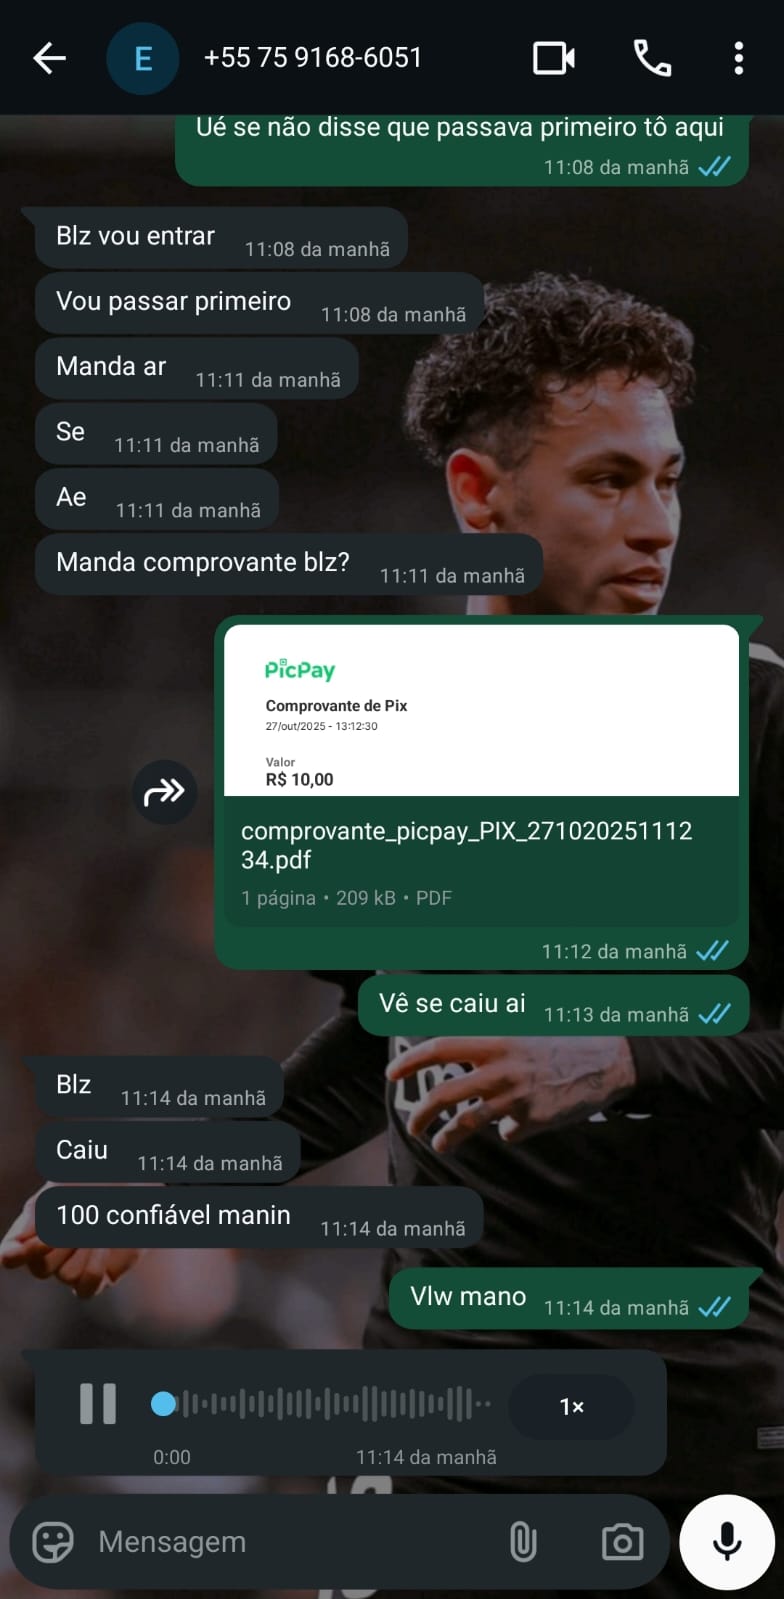 E
+55 75 9168-6051
Ué se não disse que passava primeiro tô aqui
11:08 da manhã
Blz vou entrar
11:08 da manhã
Vou passar primeiro
11:08 da manhã
Manda ar
11:11 da manhã
Se
11:11 da manhã
Ae
11:11 da manhã
Manda comprovante blz?
11:11 da manhã
PicPay
Comprovante de Pix
27/out/2025 - 13:12:30
Valor
R$ 10,00
comprovante_picpay_PIX_271020251112
34.pdf
1 página • 209 kB • PDF
11:12 da manhã
Vê se caiu ai
11:13 da manhã
Blz
11:14 da manhã
Caiu
11:14 da manhã
100 confiável manin
11:14 da manhã
Vlw mano
11:14 da manhã
1×
0:00
11:14 da manhã
Mensagem